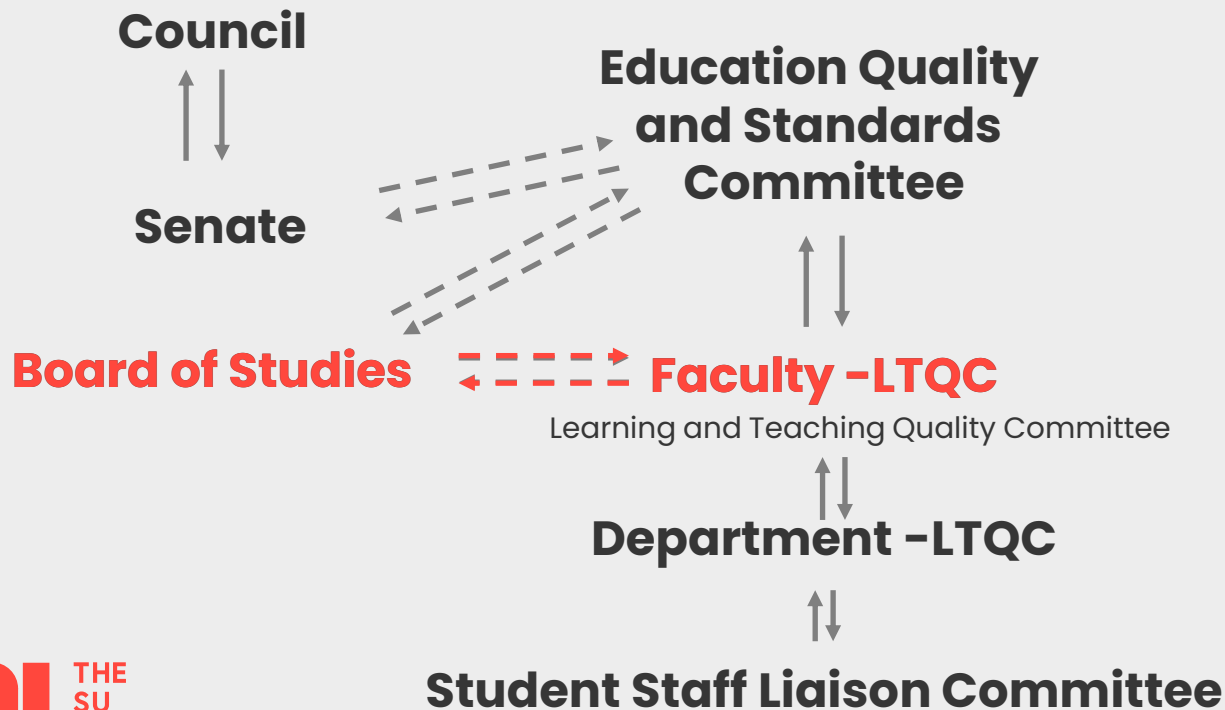 Council
Education Quality
and Standards
Committee
Senate
Board of Studies
Faculty -LTQC
Learning and Teaching Quality Committee
Department -LTQC
Student Staff Liaison Committee
THE
SU